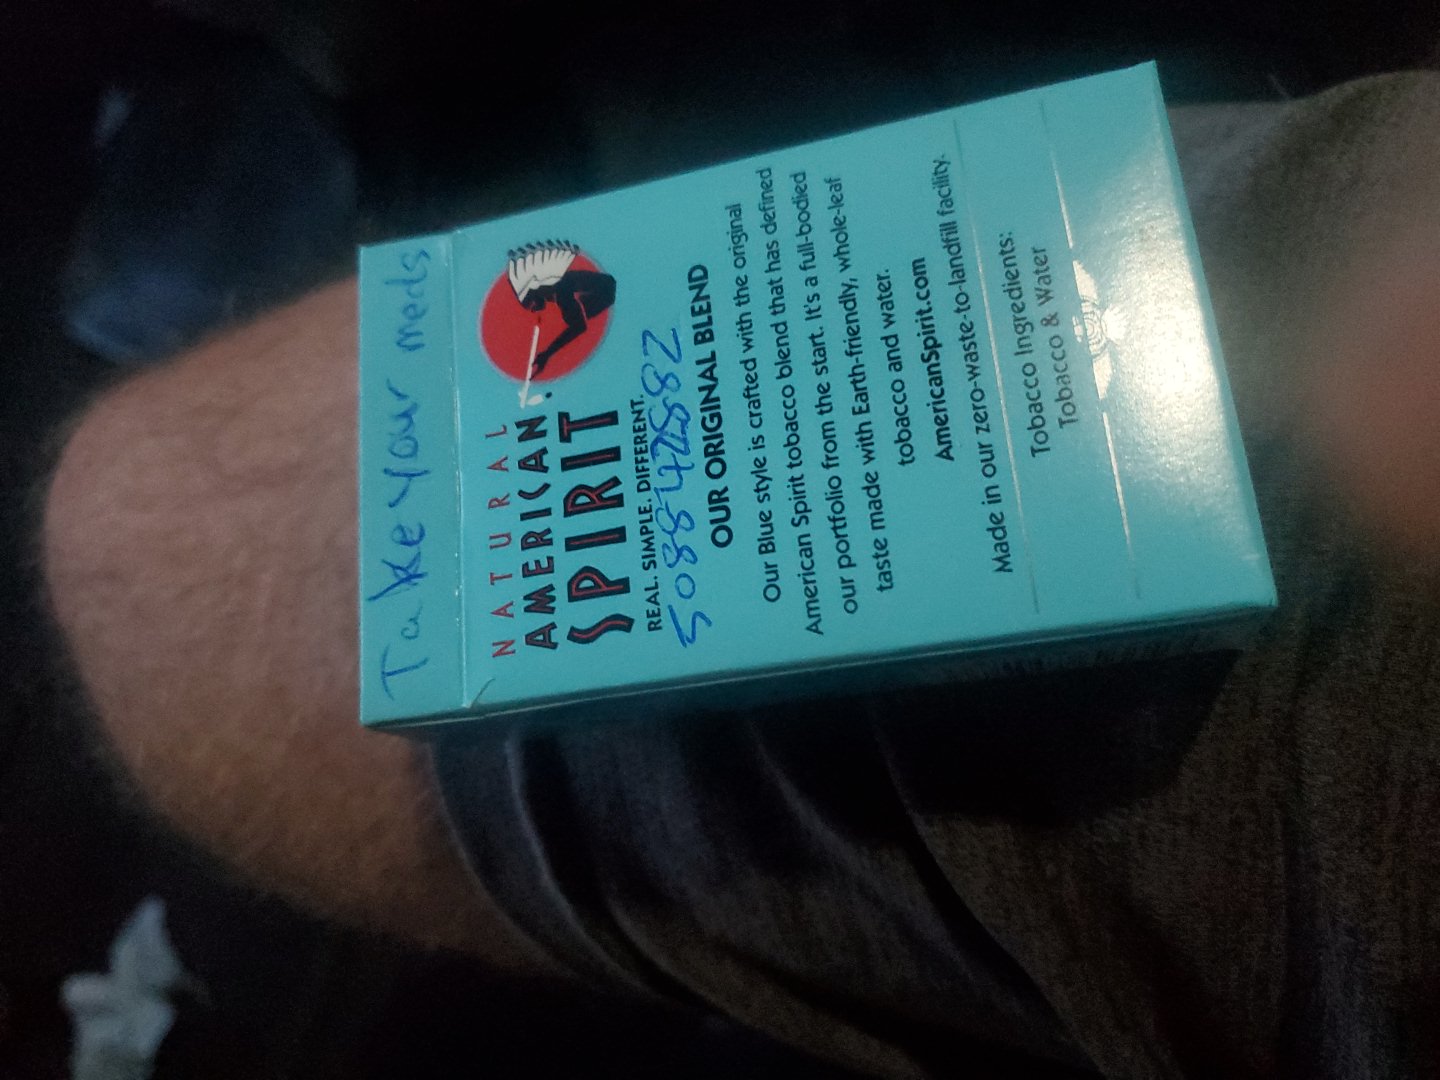 Take your meds
NATURAL
AMERICAN
SPIRIT
REAL. SIMPLE. DIFFERENT.
OUR ORIGINAL BLEND
Our Blue style is crafted with the original
American Spirit tobacco blend that has defined
our portfolio from the start. It's a full-bodied
taste made with Earth-friendly, whole-leaf
tobacco and water.
AmericanSpirit.com
Made in our zero-waste-to-landfill facility.
Tobacco Ingredients:
Tobacco & Water